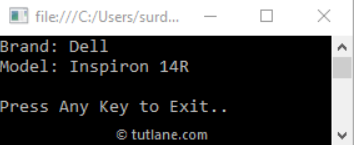 file:///C:/Users/surd...
Brand: Dell
Model: Inspiron 14R
Press Any Key to Exit..
© tutlane.com